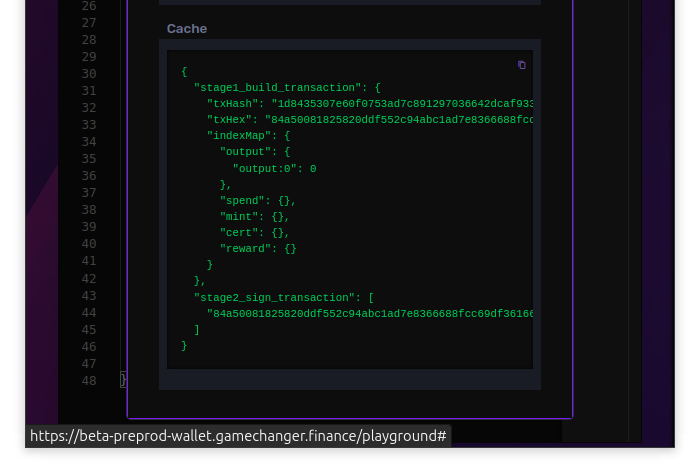 26
27
28
29
30
31
32
33
34
35
36
37
38
39
40
41
42
43
44
45
46
47
48
}
Cache
{
"stage1_build_transaction": {
"txHash": "1d8435307e60f0753ad7c891297036642dcaf933
"txHex": "84a50081825820ddf552c94abc1ad7e8366688fcc
"indexMap": {
"output": {
"output:0": 0
},
"spend": {},
"mint": {},
"cert": {},
"reward": {}
}
},
"stage2_sign_transaction": [
"84a50081825820ddf552c94abc1ad7e8366688fcc69df36166
]
}
https://beta-preprod-wallet.gamechanger.finance/playground#